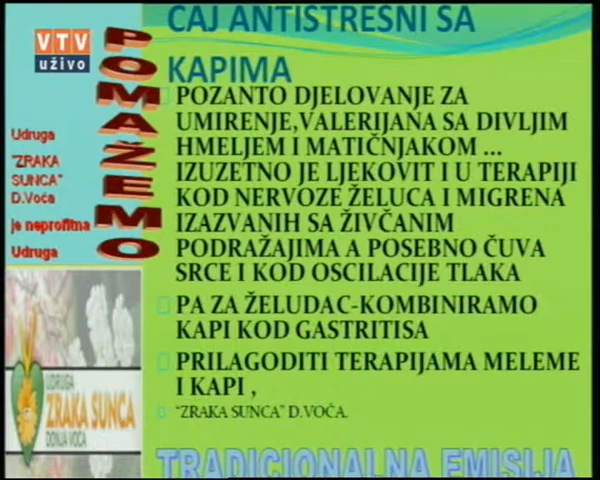 ČAJ ANTISTRESNI SA
KAPIMA
VTV
uživo
POMAŽEMO
POZANTO DJELOVANJE ZA
UMIRENJE,VALERIJANA SA DIVLJIM
HMELJEM I MATIČNJAKOM ...
IZUZETNO JE LJEKOVIT I U TERAPIJI
KOD NERVOZE ŽELUCA I MIGRENA
IZAZVANIH SA ŽIVČANIM
PODRAŽAJIMA A POSEBNO ČUVA
SRCE I KOD OSCILACIJE TLAKA
PA ZA ŽELUDAC-KOMBINIRAMO
KAPI KOD GASTRITISA
PRILAGODITI TERAPIJAMA MELEME
I KAPI ,
"ZRAKA SUNCA" D.VOČA.
Udruga
"ZRAKA
SUNCA"
D.Voća
je neprofitna
Udruga
UDRUGA
ZRAKA SUNCA
DONJA VOĆA
TRADICIONALNA EMISIJA